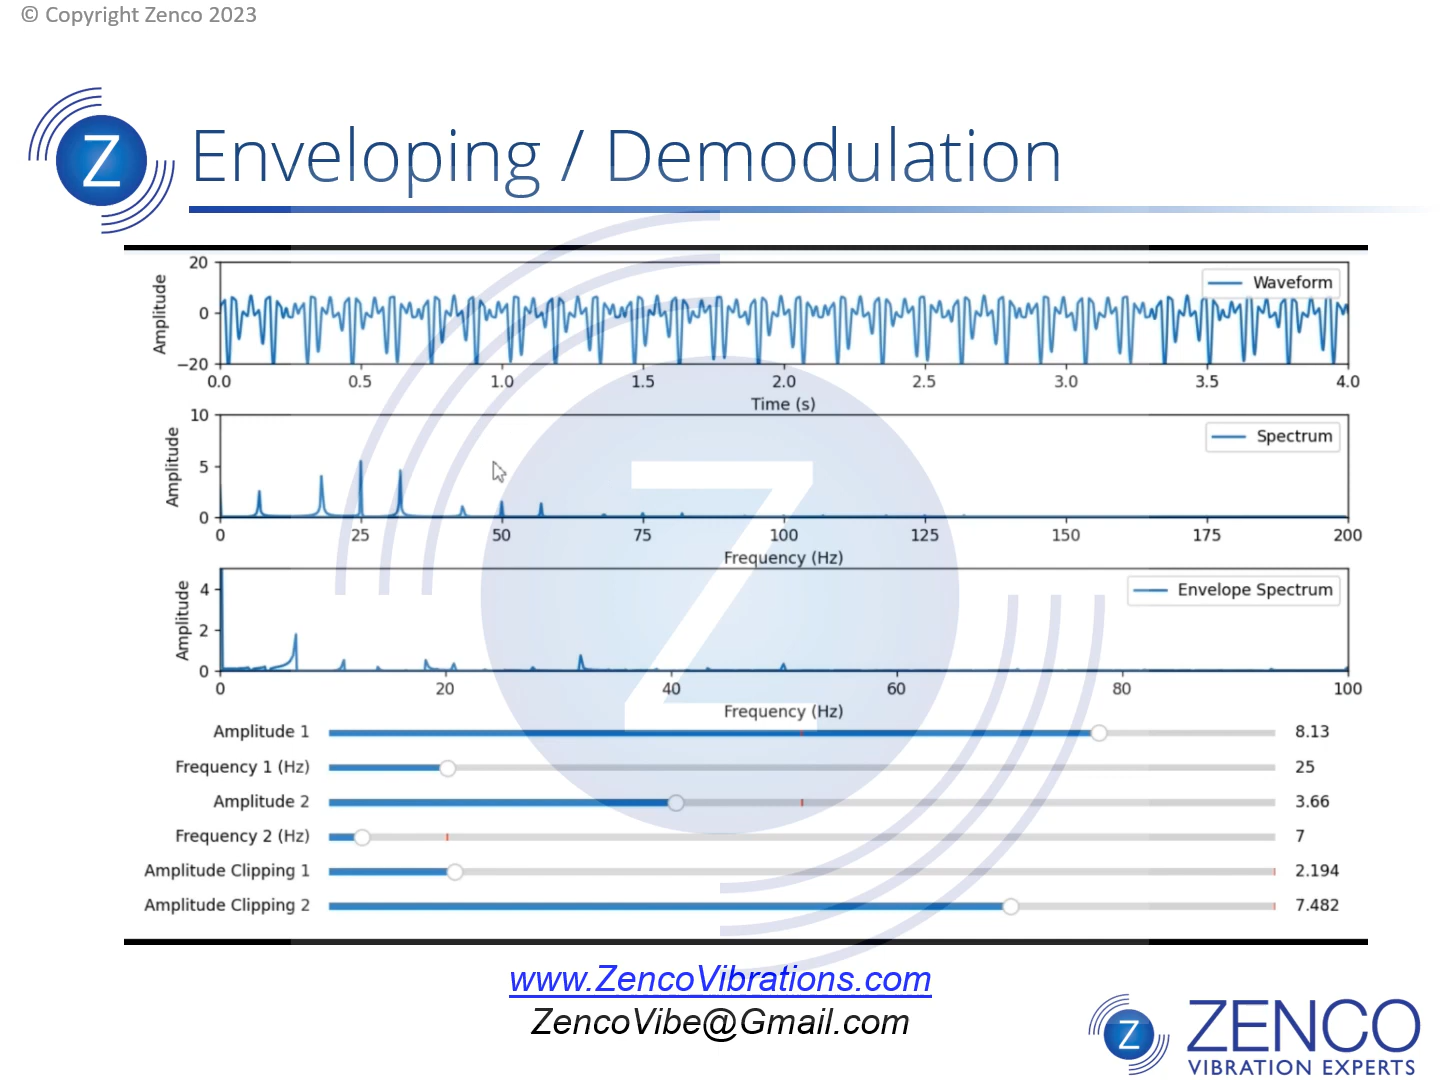 © Copyright Zenco 2023
Z
Enveloping / Demodulation
20
0
−20
Amplitude
Waveform
0.0 0.5 1.0 1.5 2.0 2.5 3.0 3.5 4.0
Time (s)
10
5
0
Amplitude
Spectrum
0 25 50 75 100 125 150 175 200
Frequency (Hz)
4
2
0
Amplitude
Envelope Spectrum
0 20 40 60 80 100
Frequency (Hz)
Z
Amplitude 1 8.13
Frequency 1 (Hz) 25
Amplitude 2 3.66
Frequency 2 (Hz) 7
Amplitude Clipping 1 2.194
Amplitude Clipping 2 7.482
www.ZencoVibrations.com
ZencoVibe@Gmail.com
Z
ZENCO
VIBRATION EXPERTS